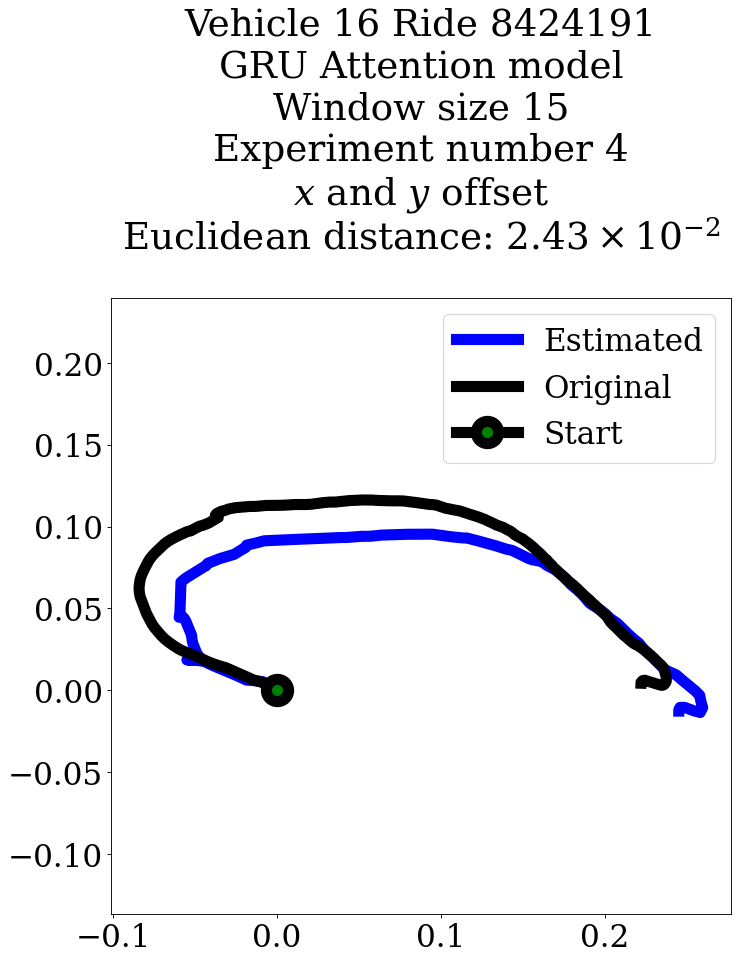 Vehicle 16 Ride 8424191
GRU Attention model
Window size 15
Experiment number 4
x and y offset
Euclidean distance: 2.43 × 10⁻²
Estimated
Original
Start
0.20
0.15
0.10
0.05
0.00
−0.05
−0.10
−0.1 0.0 0.1 0.2